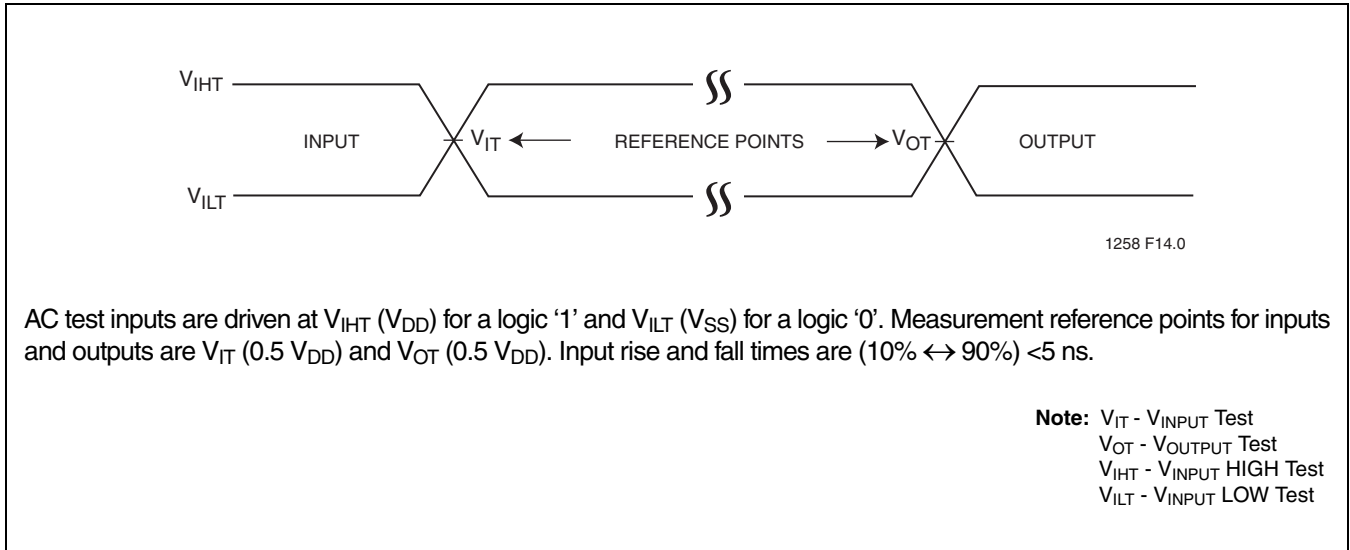 VIHT
INPUT VIT REFERENCE POINTS VOT OUTPUT
VILT
1258 F14.0
AC test inputs are driven at VIHT (VDD) for a logic ‘1’ and VILT (VSS) for a logic ‘0’. Measurement reference points for inputs
and outputs are VIT (0.5 VDD) and VOT (0.5 VDD). Input rise and fall times are (10% ↔ 90%) <5 ns.
Note: VIT - VINPUT Test
VOT - VOUTPUT Test
VIHT - VINPUT HIGH Test
VILT - VINPUT LOW Test